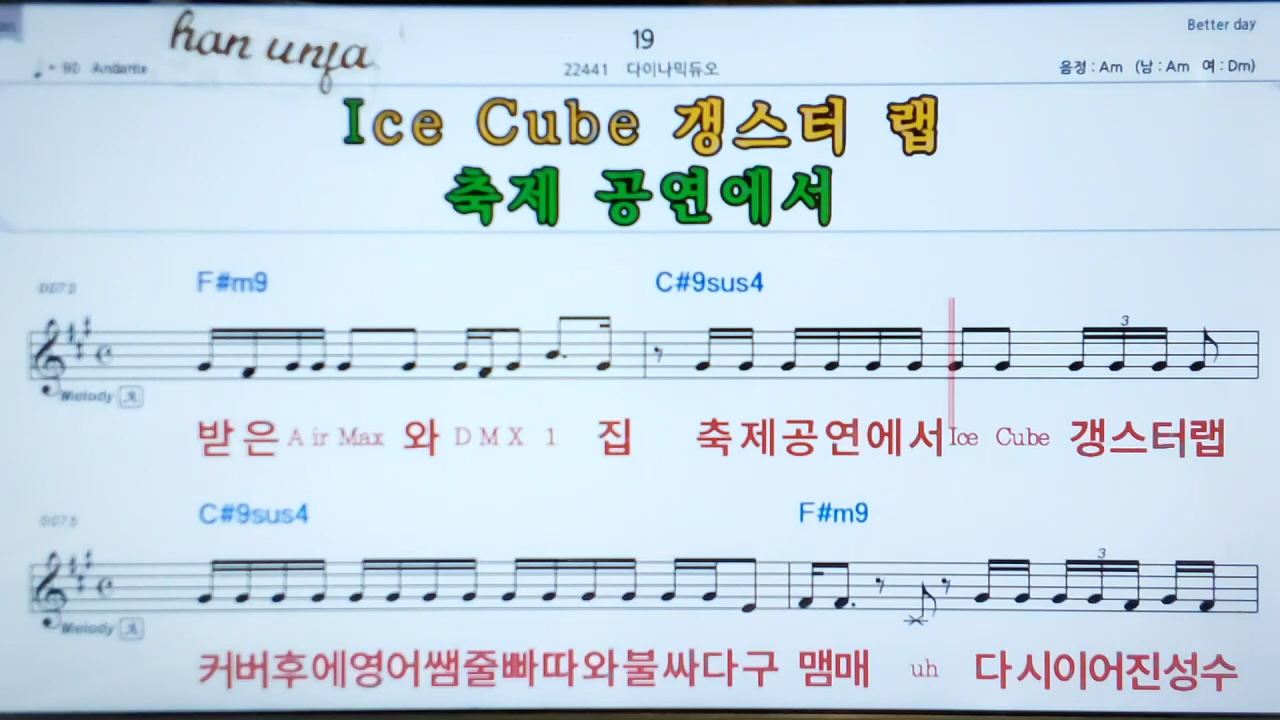 han unfa
19
Better day
♩ = 90 Andante
22441 다이나믹듀오
음정 : Am (남 : Am 여 : Dm)
Ice Cube 갱스터 랩
축제 공연에서
F#m9 C#9sus4
3
Melody
받은 Air Max 와 DMX 1 집 축제공연에서 Ice Cube 갱스터랩
C#9sus4 F#m9
3
Melody
커버후에영어쌤줄빠따와불싸다구 맴매 uh 다시이어진성수